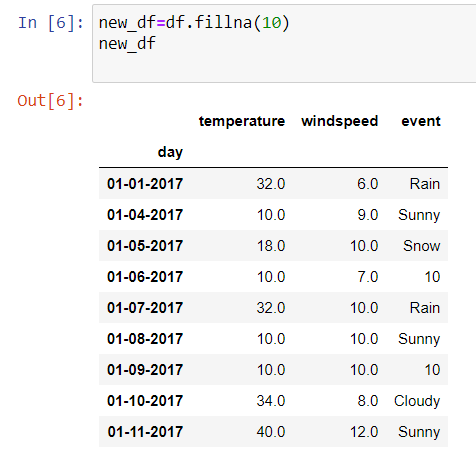 In [6]: new_df=df.fillna(10)
new_df
Out[6]:
temperature windspeed event
day
01-01-2017 32.0 6.0 Rain
01-04-2017 10.0 9.0 Sunny
01-05-2017 18.0 10.0 Snow
01-06-2017 10.0 7.0 10
01-07-2017 32.0 10.0 Rain
01-08-2017 10.0 10.0 Sunny
01-09-2017 10.0 10.0 10
01-10-2017 34.0 8.0 Cloudy
01-11-2017 40.0 12.0 Sunny